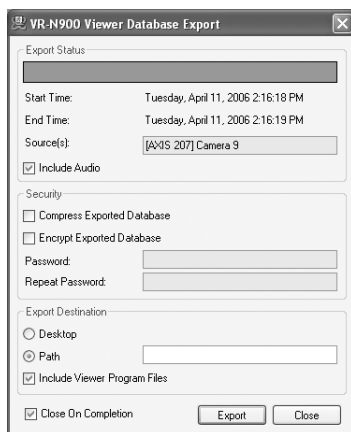 VR-N900 Viewer Database Export
Export Status
Start Time: Tuesday, April 11, 2006 2:16:18 PM
End Time: Tuesday, April 11, 2006 2:16:19 PM
Source(s): [AXIS 207] Camera 9
Include Audio
Security
Compress Exported Database
Encrypt Exported Database
Password:
Repeat Password:
Export Destination
Desktop
Path
Include Viewer Program Files
Close On Completion Export Close